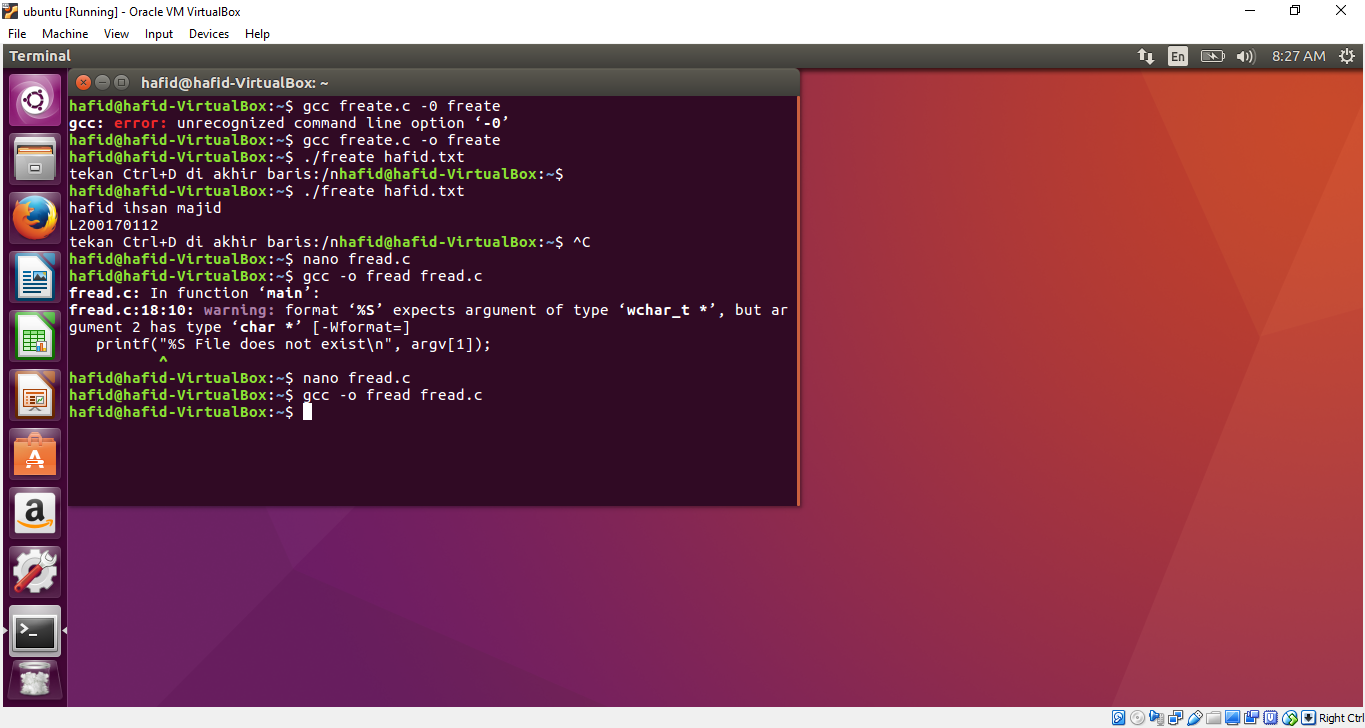 ubuntu [Running] - Oracle VM VirtualBox
File Machine View Input Devices Help
Terminal En 8:27 AM
hafid@hafid-VirtualBox: ~
hafid@hafid-VirtualBox:~$ gcc freate.c -0 freate
gcc: error: unrecognized command line option ‘-0’
hafid@hafid-VirtualBox:~$ gcc freate.c -o freate
hafid@hafid-VirtualBox:~$ ./freate hafid.txt
tekan Ctrl+D di akhir baris:/nhafid@hafid-VirtualBox:~$
hafid@hafid-VirtualBox:~$ ./freate hafid.txt
hafid ihsan majid
L200170112
tekan Ctrl+D di akhir baris:/nhafid@hafid-VirtualBox:~$ ^C
hafid@hafid-VirtualBox:~$ nano fread.c
hafid@hafid-VirtualBox:~$ gcc -o fread fread.c
fread.c: In function ‘main’:
fread.c:18:10: warning: format ‘%S’ expects argument of type ‘wchar_t *’, but ar
gument 2 has type ‘char *’ [-Wformat=]
printf("%S File does not exist\n", argv[1]);
^
hafid@hafid-VirtualBox:~$ nano fread.c
hafid@hafid-VirtualBox:~$ gcc -o fread fread.c
hafid@hafid-VirtualBox:~$
a
>_
Right Ctrl